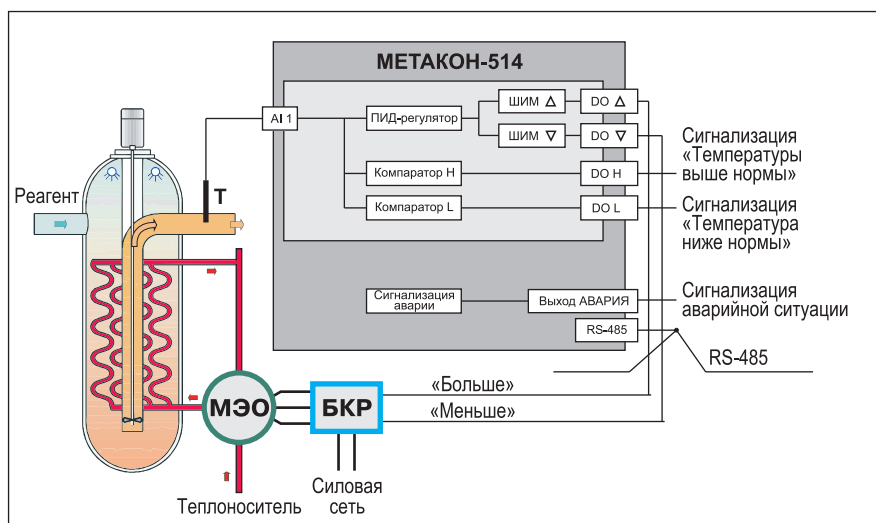 МЕТАКОН-514
AI 1
ПИД-регулятор
ШИМ △
DO △
ШИМ ▽
DO ▽
Компаратор H
DO H
Компаратор L
DO L
Сигнализация
аварии
Выход АВАРИЯ
RS-485
Сигнализация
«Температуры
выше нормы»
Сигнализация
«Температура
ниже нормы»
Сигнализация
аварийной ситуации
RS-485
Реагент
Т
«Больше»
«Меньше»
МЭО
БКР
Теплоноситель
Силовая
сеть